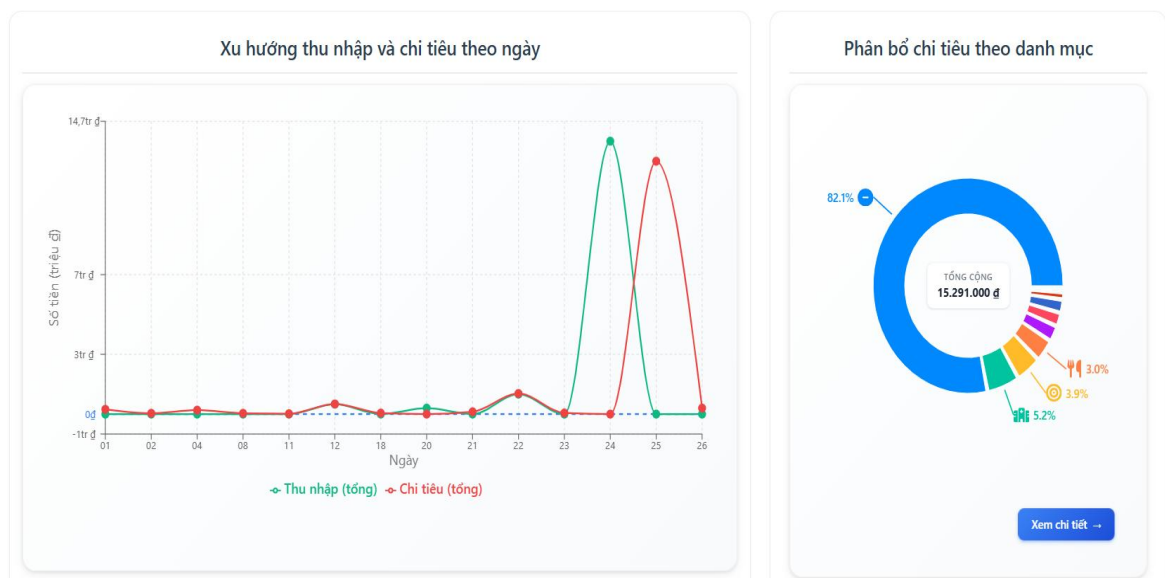 Xu hướng thu nhập và chi tiêu theo ngày
14,7tr ₫
7tr ₫
3tr ₫
0₫
-1tr ₫
Số tiền (triệu ₫)
01 02 04 08 11 12 18 20 21 22 23 24 25 26
Ngày
Thu nhập (tổng) Chi tiêu (tổng)
Phân bổ chi tiêu theo danh mục
82.1%
TỔNG CỘNG
15.291.000 ₫
3.0%
3.9%
5.2%
Xem chi tiết →